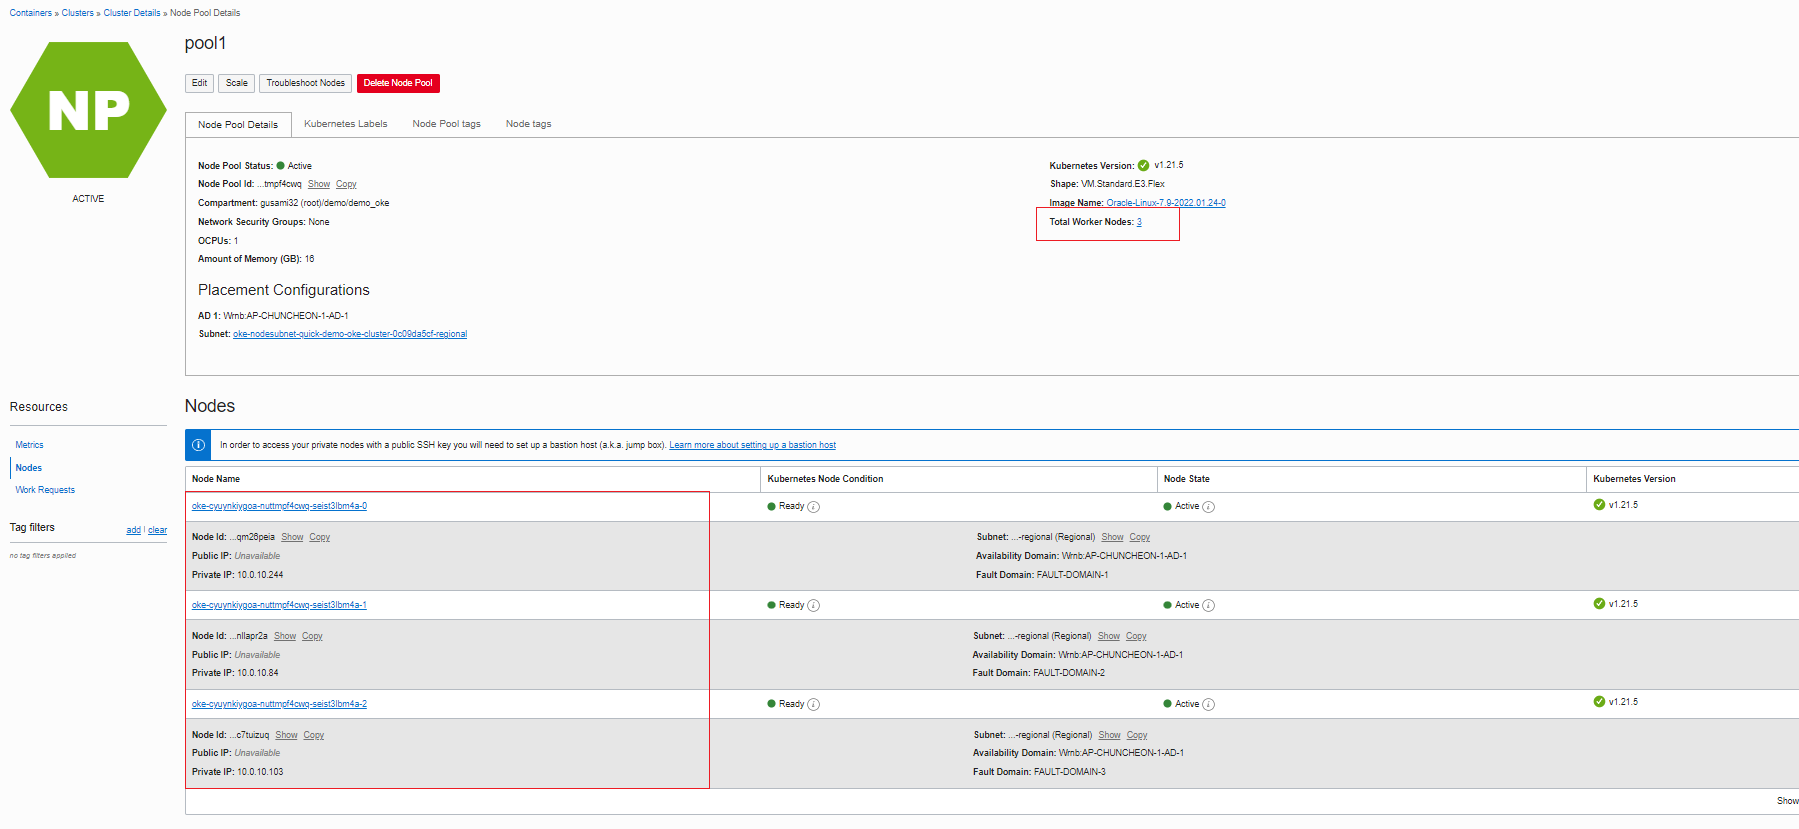 Containers » Clusters » Cluster Details » Node Pool Details
NP
ACTIVE
pool1
Edit Scale Troubleshoot Nodes Delete Node Pool
Node Pool Details Kubernetes Labels Node Pool tags Node tags
Node Pool Status: Active
Node Pool Id: ...tmpf4cwq Show Copy
Compartment: gusami32 (root)/demo/demo_oke
Network Security Groups: None
OCPUs: 1
Amount of Memory (GB): 16
Kubernetes Version: v1.21.5
Shape: VM.Standard.E3.Flex
Image Name: Oracle-Linux-7.9-2022.01.24-0
Total Worker Nodes: 3
Placement Configurations
AD 1: Wrnb:AP-CHUNCHEON-1-AD-1
Subnet: oke-nodesubnet-quick-demo-oke-cluster-0c09da5cf-regional
Resources
Metrics
Nodes
Work Requests
Tag filters add | clear
no tag filters applied
Nodes
In order to access your private nodes with a public SSH key you will need to set up a bastion host (a.k.a. jump box). Learn more about setting up a bastion host
Node Name Kubernetes Node Condition Node State Kubernetes Version
oke-cyuynkiygoa-nuttmpf4cwq-seist3lbm4a-0 Ready Active v1.21.5
Node Id: ...qm26peia Show Copy Subnet: ...-regional (Regional) Show Copy
Public IP: Unavailable Availability Domain: Wrnb:AP-CHUNCHEON-1-AD-1
Private IP: 10.0.10.244 Fault Domain: FAULT-DOMAIN-1
oke-cyuynkiygoa-nuttmpf4cwq-seist3lbm4a-1 Ready Active v1.21.5
Node Id: ...nllapr2a Show Copy Subnet: ...-regional (Regional) Show Copy
Public IP: Unavailable Availability Domain: Wrnb:AP-CHUNCHEON-1-AD-1
Private IP: 10.0.10.84 Fault Domain: FAULT-DOMAIN-2
oke-cyuynkiygoa-nuttmpf4cwq-seist3lbm4a-2 Ready Active v1.21.5
Node Id: ...c7tuizuq Show Copy Subnet: ...-regional (Regional) Show Copy
Public IP: Unavailable Availability Domain: Wrnb:AP-CHUNCHEON-1-AD-1
Private IP: 10.0.10.103 Fault Domain: FAULT-DOMAIN-3
Show